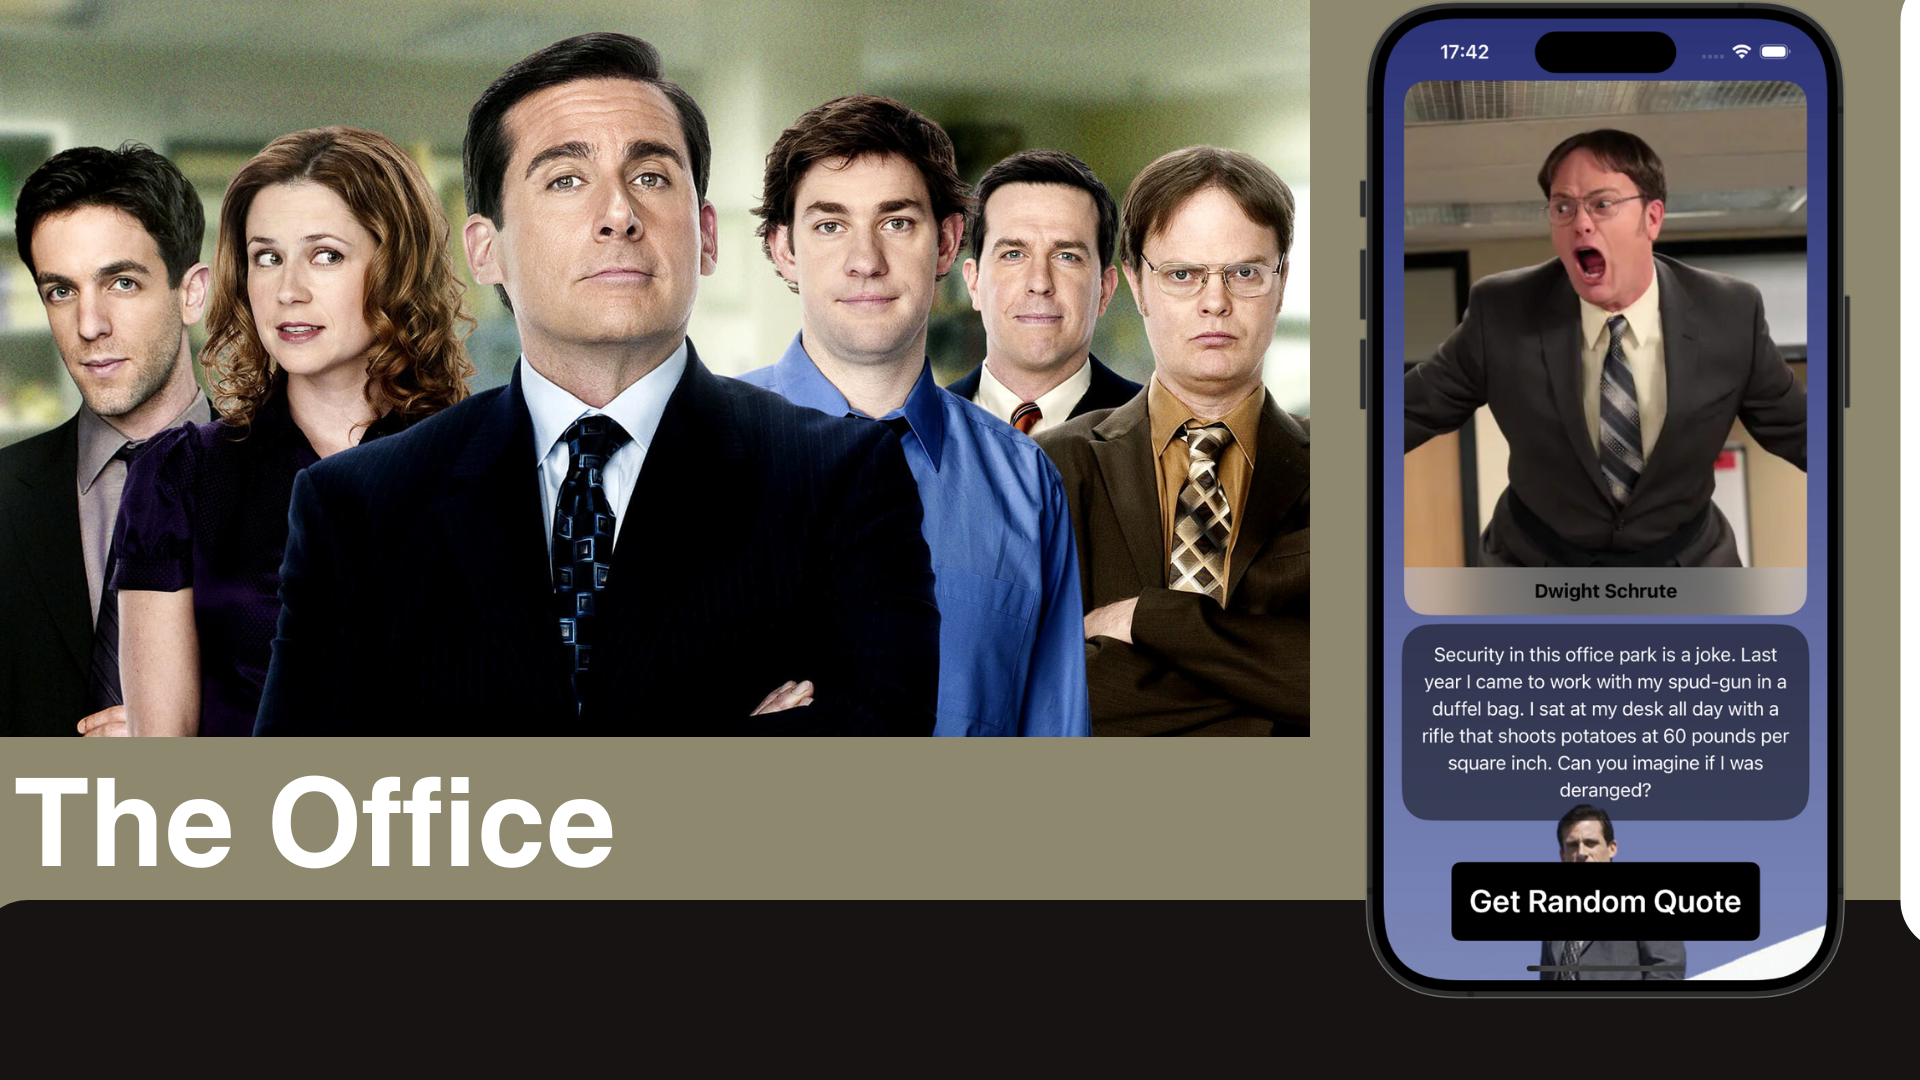 The Office
17:42
Dwight Schrute
Security in this office park is a joke. Last
year I came to work with my spud-gun in a
duffel bag. I sat at my desk all day with a
rifle that shoots potatoes at 60 pounds per
square inch. Can you imagine if I was
deranged?
Get Random Quote